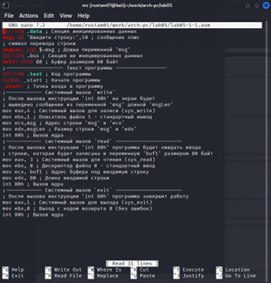 mc [rustam01@kali]:~/work/arch-pc/lab05
File Actions Edit View Help
GNU nano 7.2 /home/rustam01/work/arch-pc/lab05/lab5-1-1.asm
SECTION .data ; Секция инициированных данных
msg: DB 'Введите строку:',10 ; сообщение плюс
; символ перевода строки
msgLen: EQU $-msg ; Длина переменной 'msg'
SECTION .bss ; Секция не инициированных данных
buf1: RESB 80 ; Буфер размером 80 байт
;------------ Текст программы -----------------
SECTION .text ; Код программы
GLOBAL _start ; Начало программы
_start: ; Точка входа в программу
;------------ Системный вызов `write`
; После вызова инструкции 'int 80h' на экран будет
; выведено сообщение из переменной 'msg' длиной 'msgLen'
mov eax,4 ; Системный вызов для записи (sys_write)
mov ebx,1 ; Описатель файла 1 - стандартный вывод
mov ecx,msg ; Адрес строки 'msg' в 'ecx'
mov edx,msgLen ; Размер строки 'msg' в 'edx'
int 80h ; Вызов ядра
;------------ системный вызов `read` ----------------------
; После вызова инструкции 'int 80h' программа будет ожидать ввода
; строки, которая будет записана в переменную 'buf1' размером 80 байт
mov eax, 3 ; Системный вызов для чтения (sys_read)
mov ebx, 0 ; Дескриптор файла 0 - стандартный ввод
mov ecx, buf1 ; Адрес буфера под вводимую строку
mov edx, 80 ; Длина вводимой строки
int 80h ; Вызов ядра
;------------ Системный вызов `exit` ----------------------
; После вызова инструкции 'int 80h' программа завершит работу
mov eax,1 ; Системный вызов для выхода (sys_exit)
mov ebx,0 ; Выход с кодом возврата 0 (без ошибок)
int 80h ; Вызов ядра
[ Read 35 lines ]
^G Help ^O Write Out ^W Where Is ^K Cut ^T Execute ^C Location
^X Exit ^R Read File ^\ Replace ^U Paste ^J Justify ^/ Go To Line